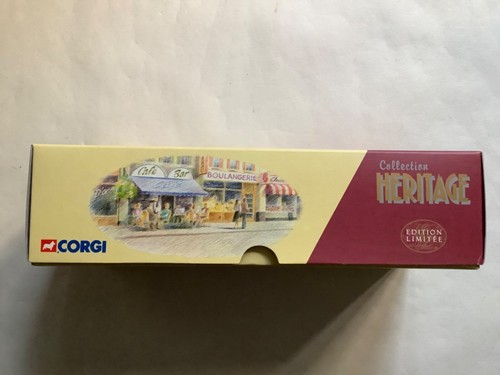 Café Bar
BOULANGERIE
CORGI
Collection
HERITAGE
EDITION
LIMITÉE